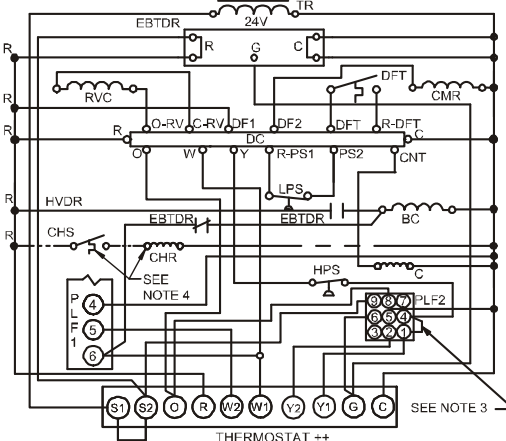 TR
24V
EBTDR
R
R G C
RVC
DFT
CMR
R
O-RV C-RV DF1 DF2 DFT R-DFT
R R DC C
O W Y R-PS1 PS2 CNT
LPS
R HVDR
EBTDR EBTDR BC
CHS
R
CHR
SEE
NOTE 4
HPS C
PLF1
4
5
6
9 8 7 PLF2
6 5 4
3 2 1
S1 S2 O R W2 W1 Y2 Y1 G C
SEE NOTE 3
THERMOSTAT ++